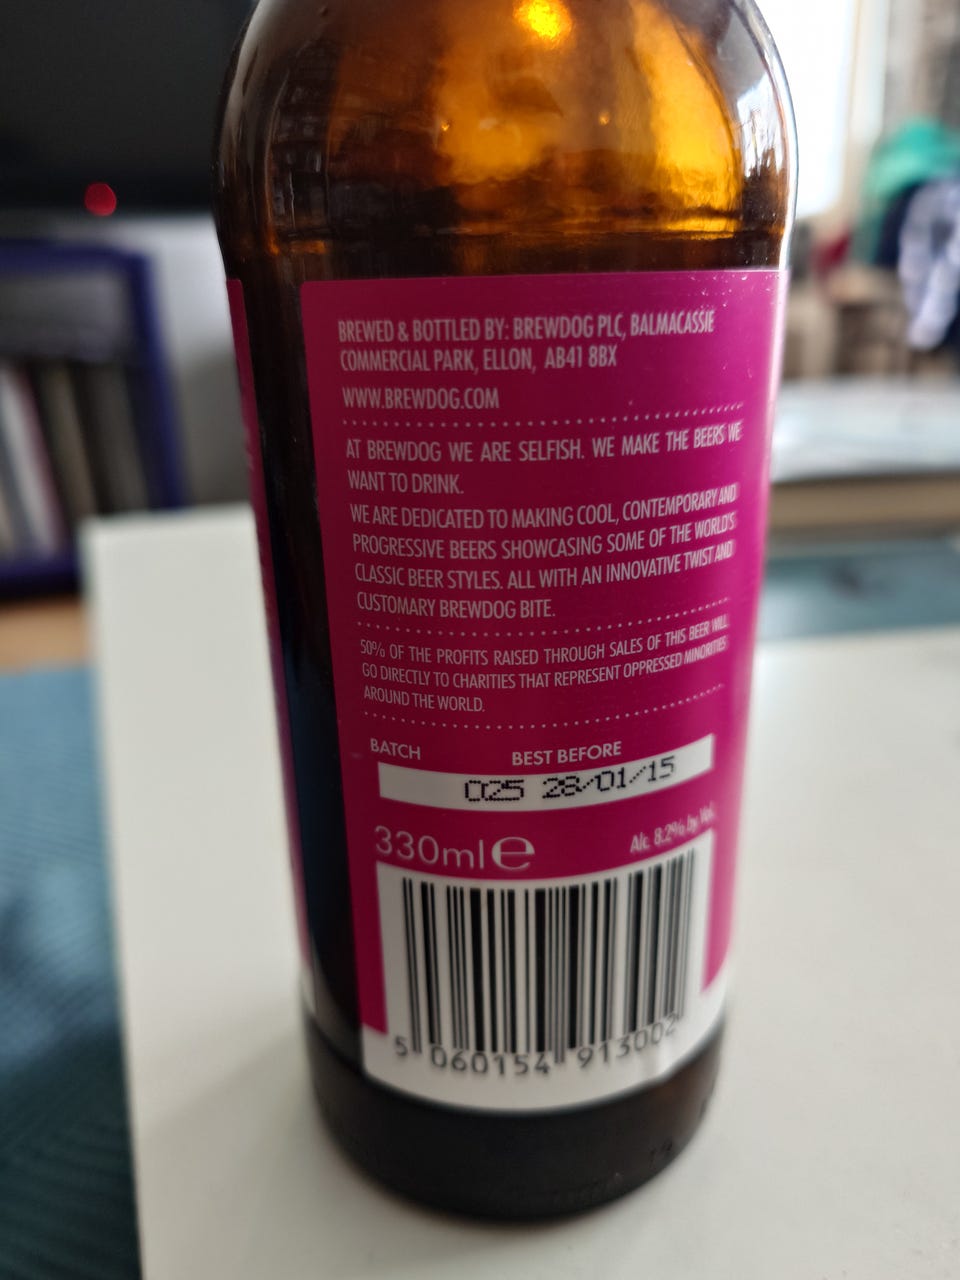 BREWED & BOTTLED BY: BREWDOG PLC, BALMACASSIE
COMMERCIAL PARK, ELLON, AB41 8BX
WWW.BREWDOG.COM
AT BREWDOG WE ARE SELFISH. WE MAKE THE BEERS WE
WANT TO DRINK.
WE ARE DEDICATED TO MAKING COOL, CONTEMPORARY AND
PROGRESSIVE BEERS SHOWCASING SOME OF THE WORLD'S
CLASSIC BEER STYLES. ALL WITH AN INNOVATIVE TWIST AND
CUSTOMARY BREWDOG BITE.
50% OF THE PROFITS RAISED THROUGH SALES OF THIS BEER WILL
GO DIRECTLY TO CHARITIES THAT REPRESENT OPPRESSED MINORITIES
AROUND THE WORLD.
BATCH BEST BEFORE
025 28/01/15
330ml e Alc. 8.2% by Vol.
5 060154 913002